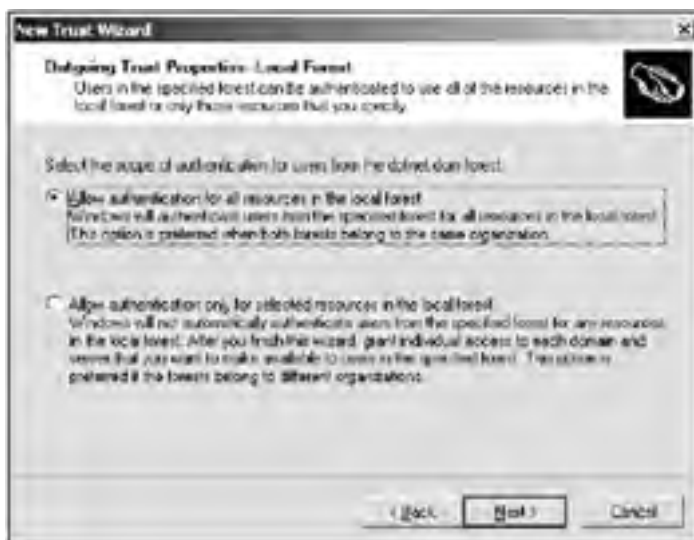 New Trust Wizard
Outgoing Trust Properties--Local Forest
Users in the specified forest can be authenticated to use all of the resources in the
local forest or only those resources that you specify.
Select the scope of authentication for users from the dotnet.dom forest.
Allow authentication for all resources in the local forest
Windows will authenticate users from the specified forest for all resources in the local forest.
This option is preferred when both forests belong to the same organization.
Allow authentication only for selected resources in the local forest
Windows will not automatically authenticate users from the specified forest for any resources
in the local forest. After you finish this wizard, grant individual access to each domain and
server that you want to make available to users in the specified forest. This option is
preferred if the forests belong to different organizations.
< Back
Next >
Cancel